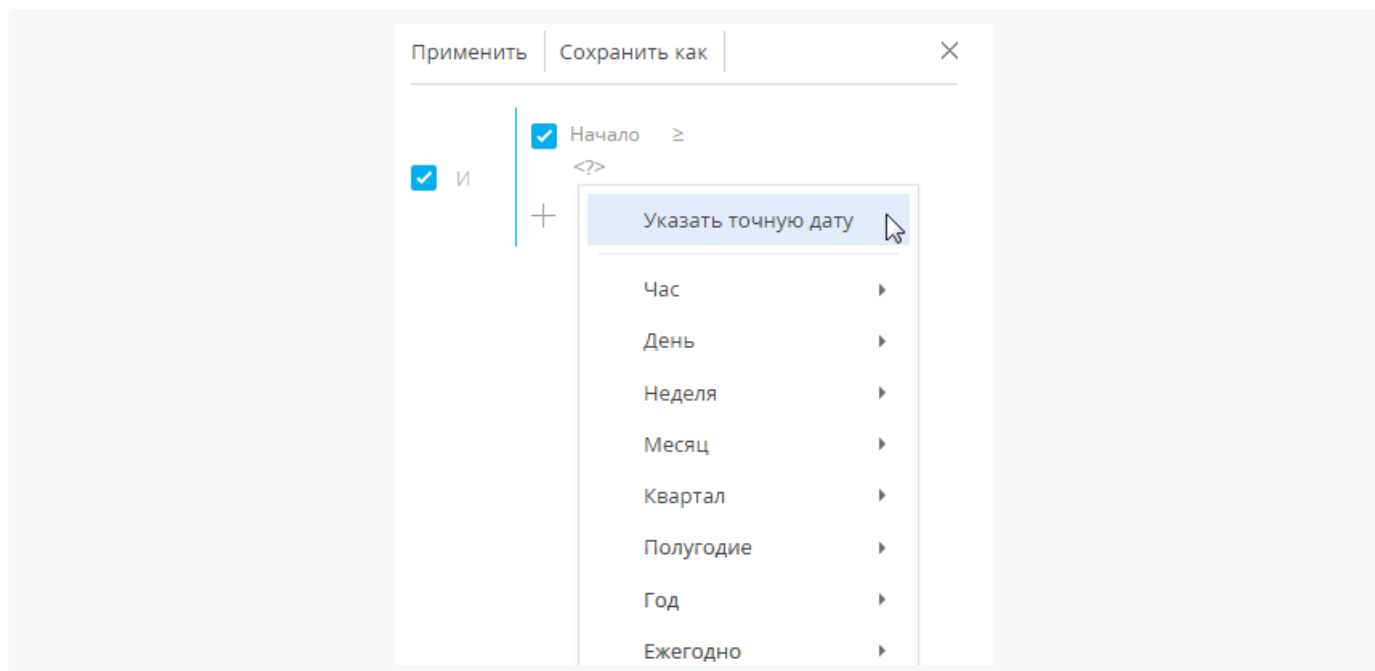 Применить Сохранить как
Начало ≥
<?>
И
Указать точную дату
Час
День
Неделя
Месяц
Квартал
Полугодие
Год
Ежегодно